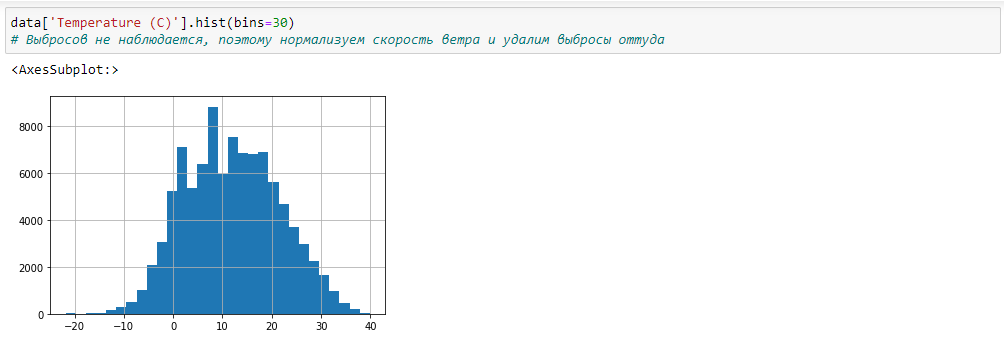 data['Temperature (C)'].hist(bins=30)
# Выбросов не наблюдается, поэтому нормализуем скорость ветра и удалим выбросы оттуда
<AxesSubplot:>
8000
6000
4000
2000
0
−20 −10 0 10 20 30 40